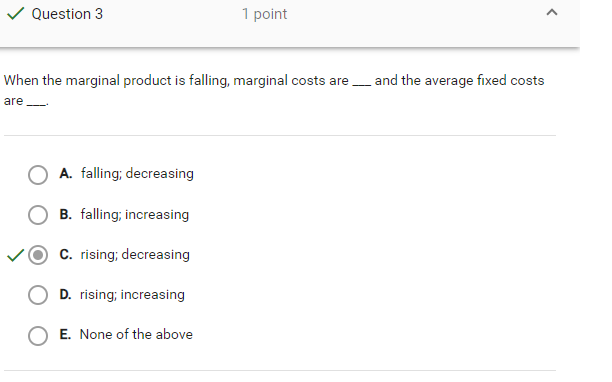 Question 3 1 point
When the marginal product is falling, marginal costs are ___ and the average fixed costs
are ___.
A. falling; decreasing
B. falling; increasing
C. rising; decreasing
D. rising; increasing
E. None of the above